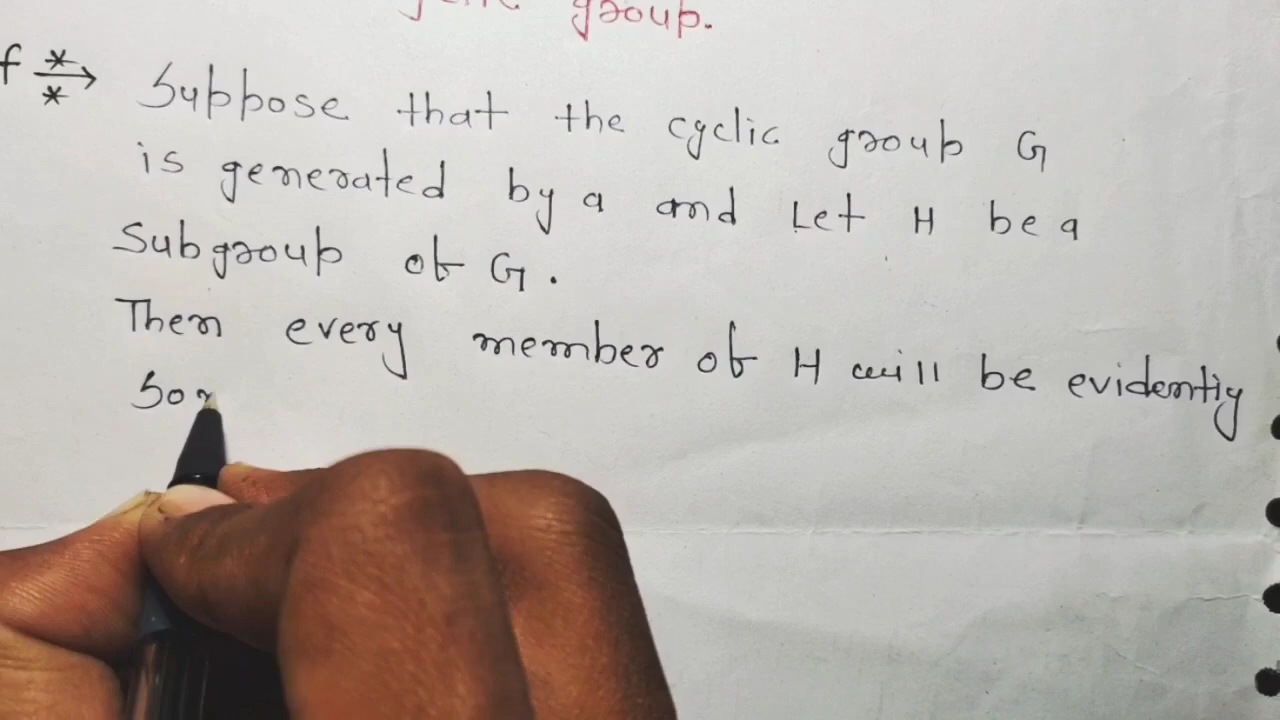 group.
Suppose that the cyclic group G
is generated by a and Let H be a
Subgroup of G.
Then every member of H will be evidently